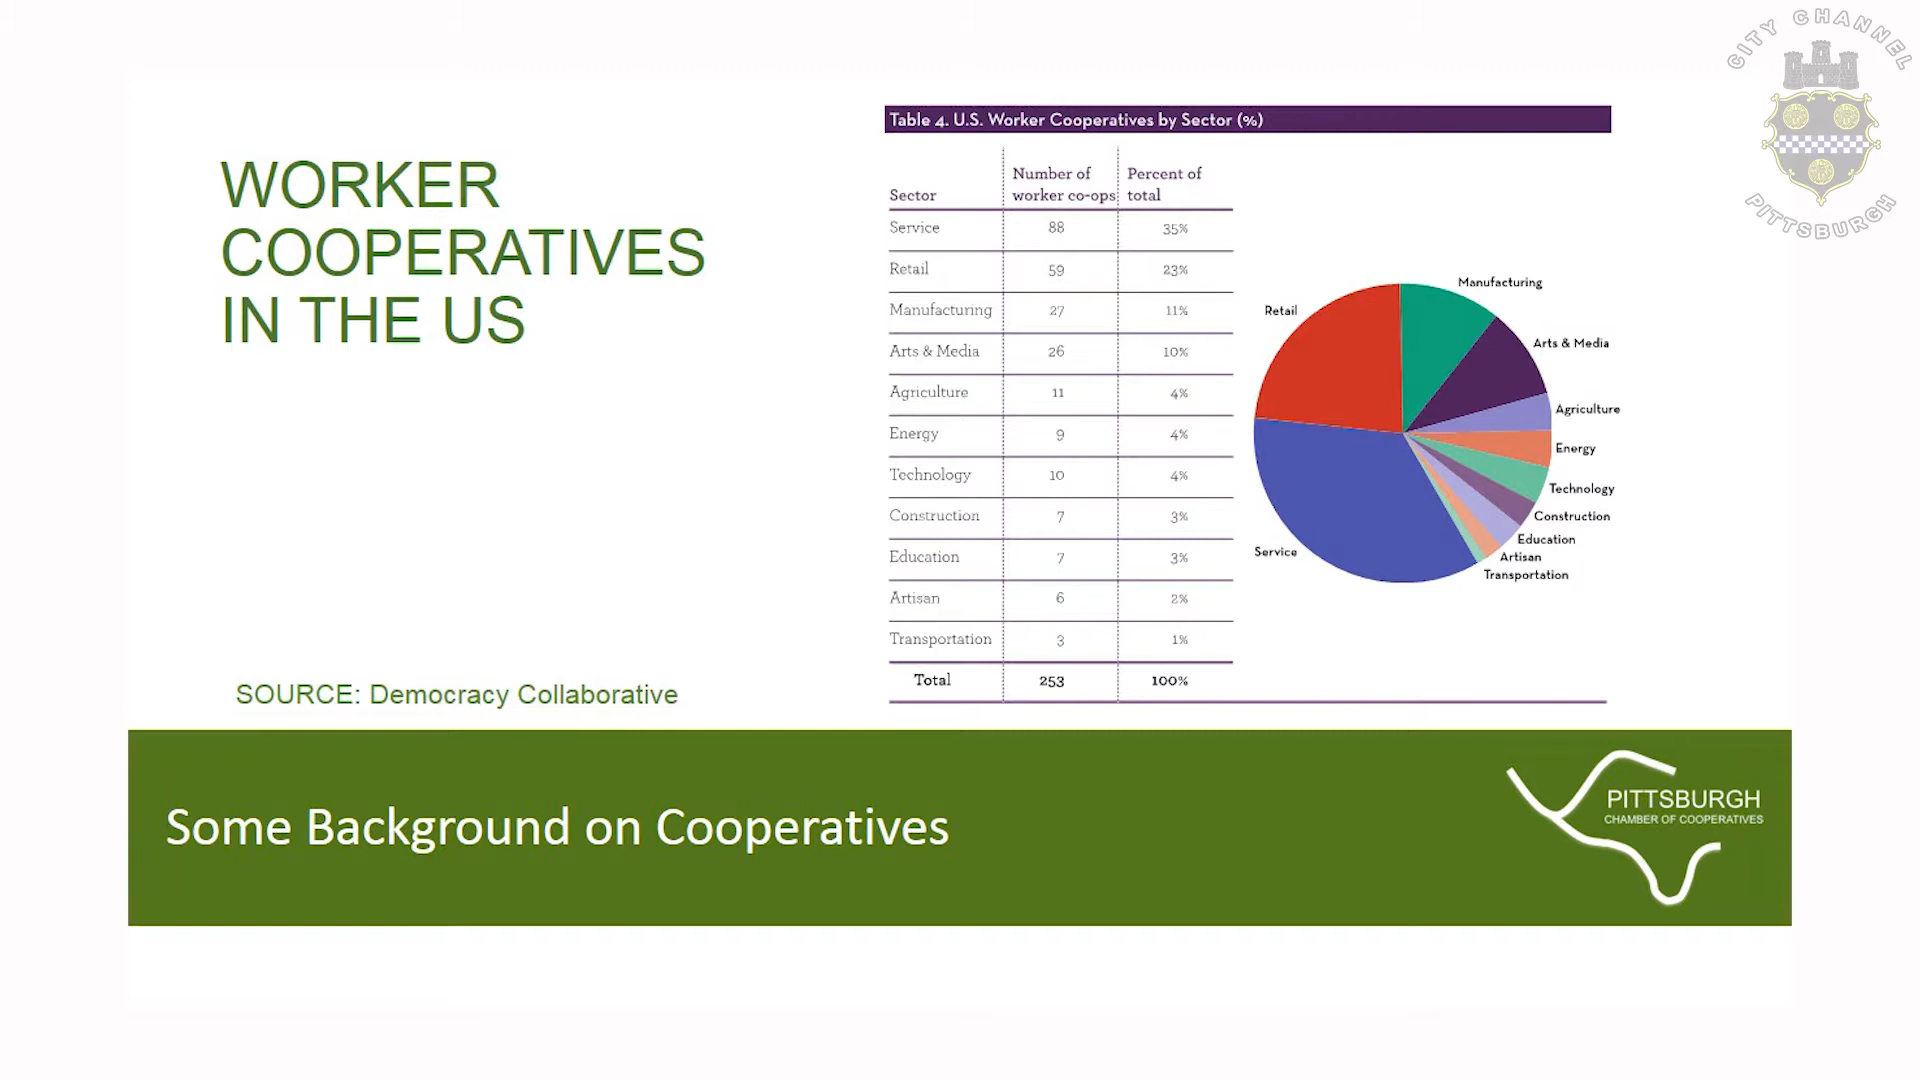 CITY CHANNEL
PITTSBURGH
WORKER
COOPERATIVES
IN THE US
SOURCE: Democracy Collaborative
Table 4. U.S. Worker Cooperatives by Sector (%)
Sector Number of worker co-ops Percent of total
Service 88 35%
Retail 59 23%
Manufacturing 27 11%
Arts & Media 26 10%
Agriculture 11 4%
Energy 9 4%
Technology 10 4%
Construction 7 3%
Education 7 3%
Artisan 6 2%
Transportation 3 1%
Total 253 100%
Manufacturing
Retail
Arts & Media
Agriculture
Energy
Technology
Construction
Education
Service
Artisan
Transportation
Some Background on Cooperatives
PITTSBURGH
CHAMBER OF COOPERATIVES